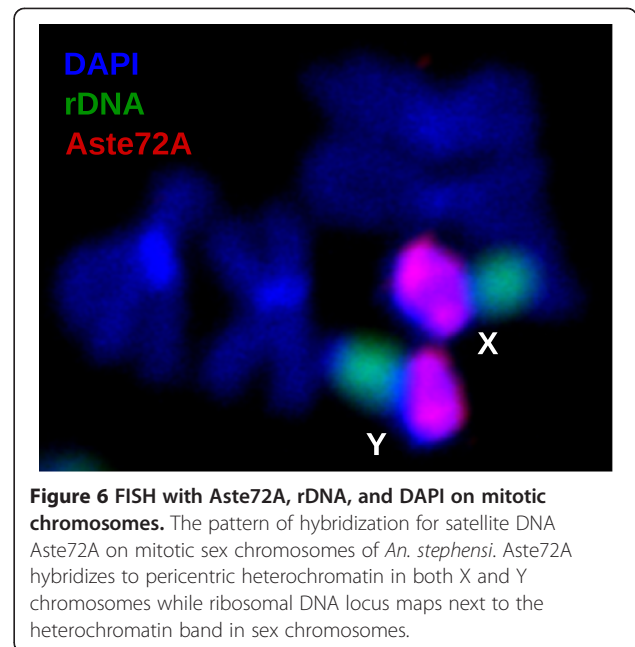 DAPI
rDNA
Aste72A
X
Y
Figure 6 FISH with Aste72A, rDNA, and DAPI on mitotic
chromosomes. The pattern of hybridization for satellite DNA
Aste72A on mitotic sex chromosomes of An. stephensi. Aste72A
hybridizes to pericentric heterochromatin in both X and Y
chromosomes while ribosomal DNA locus maps next to the
heterochromatin band in sex chromosomes.